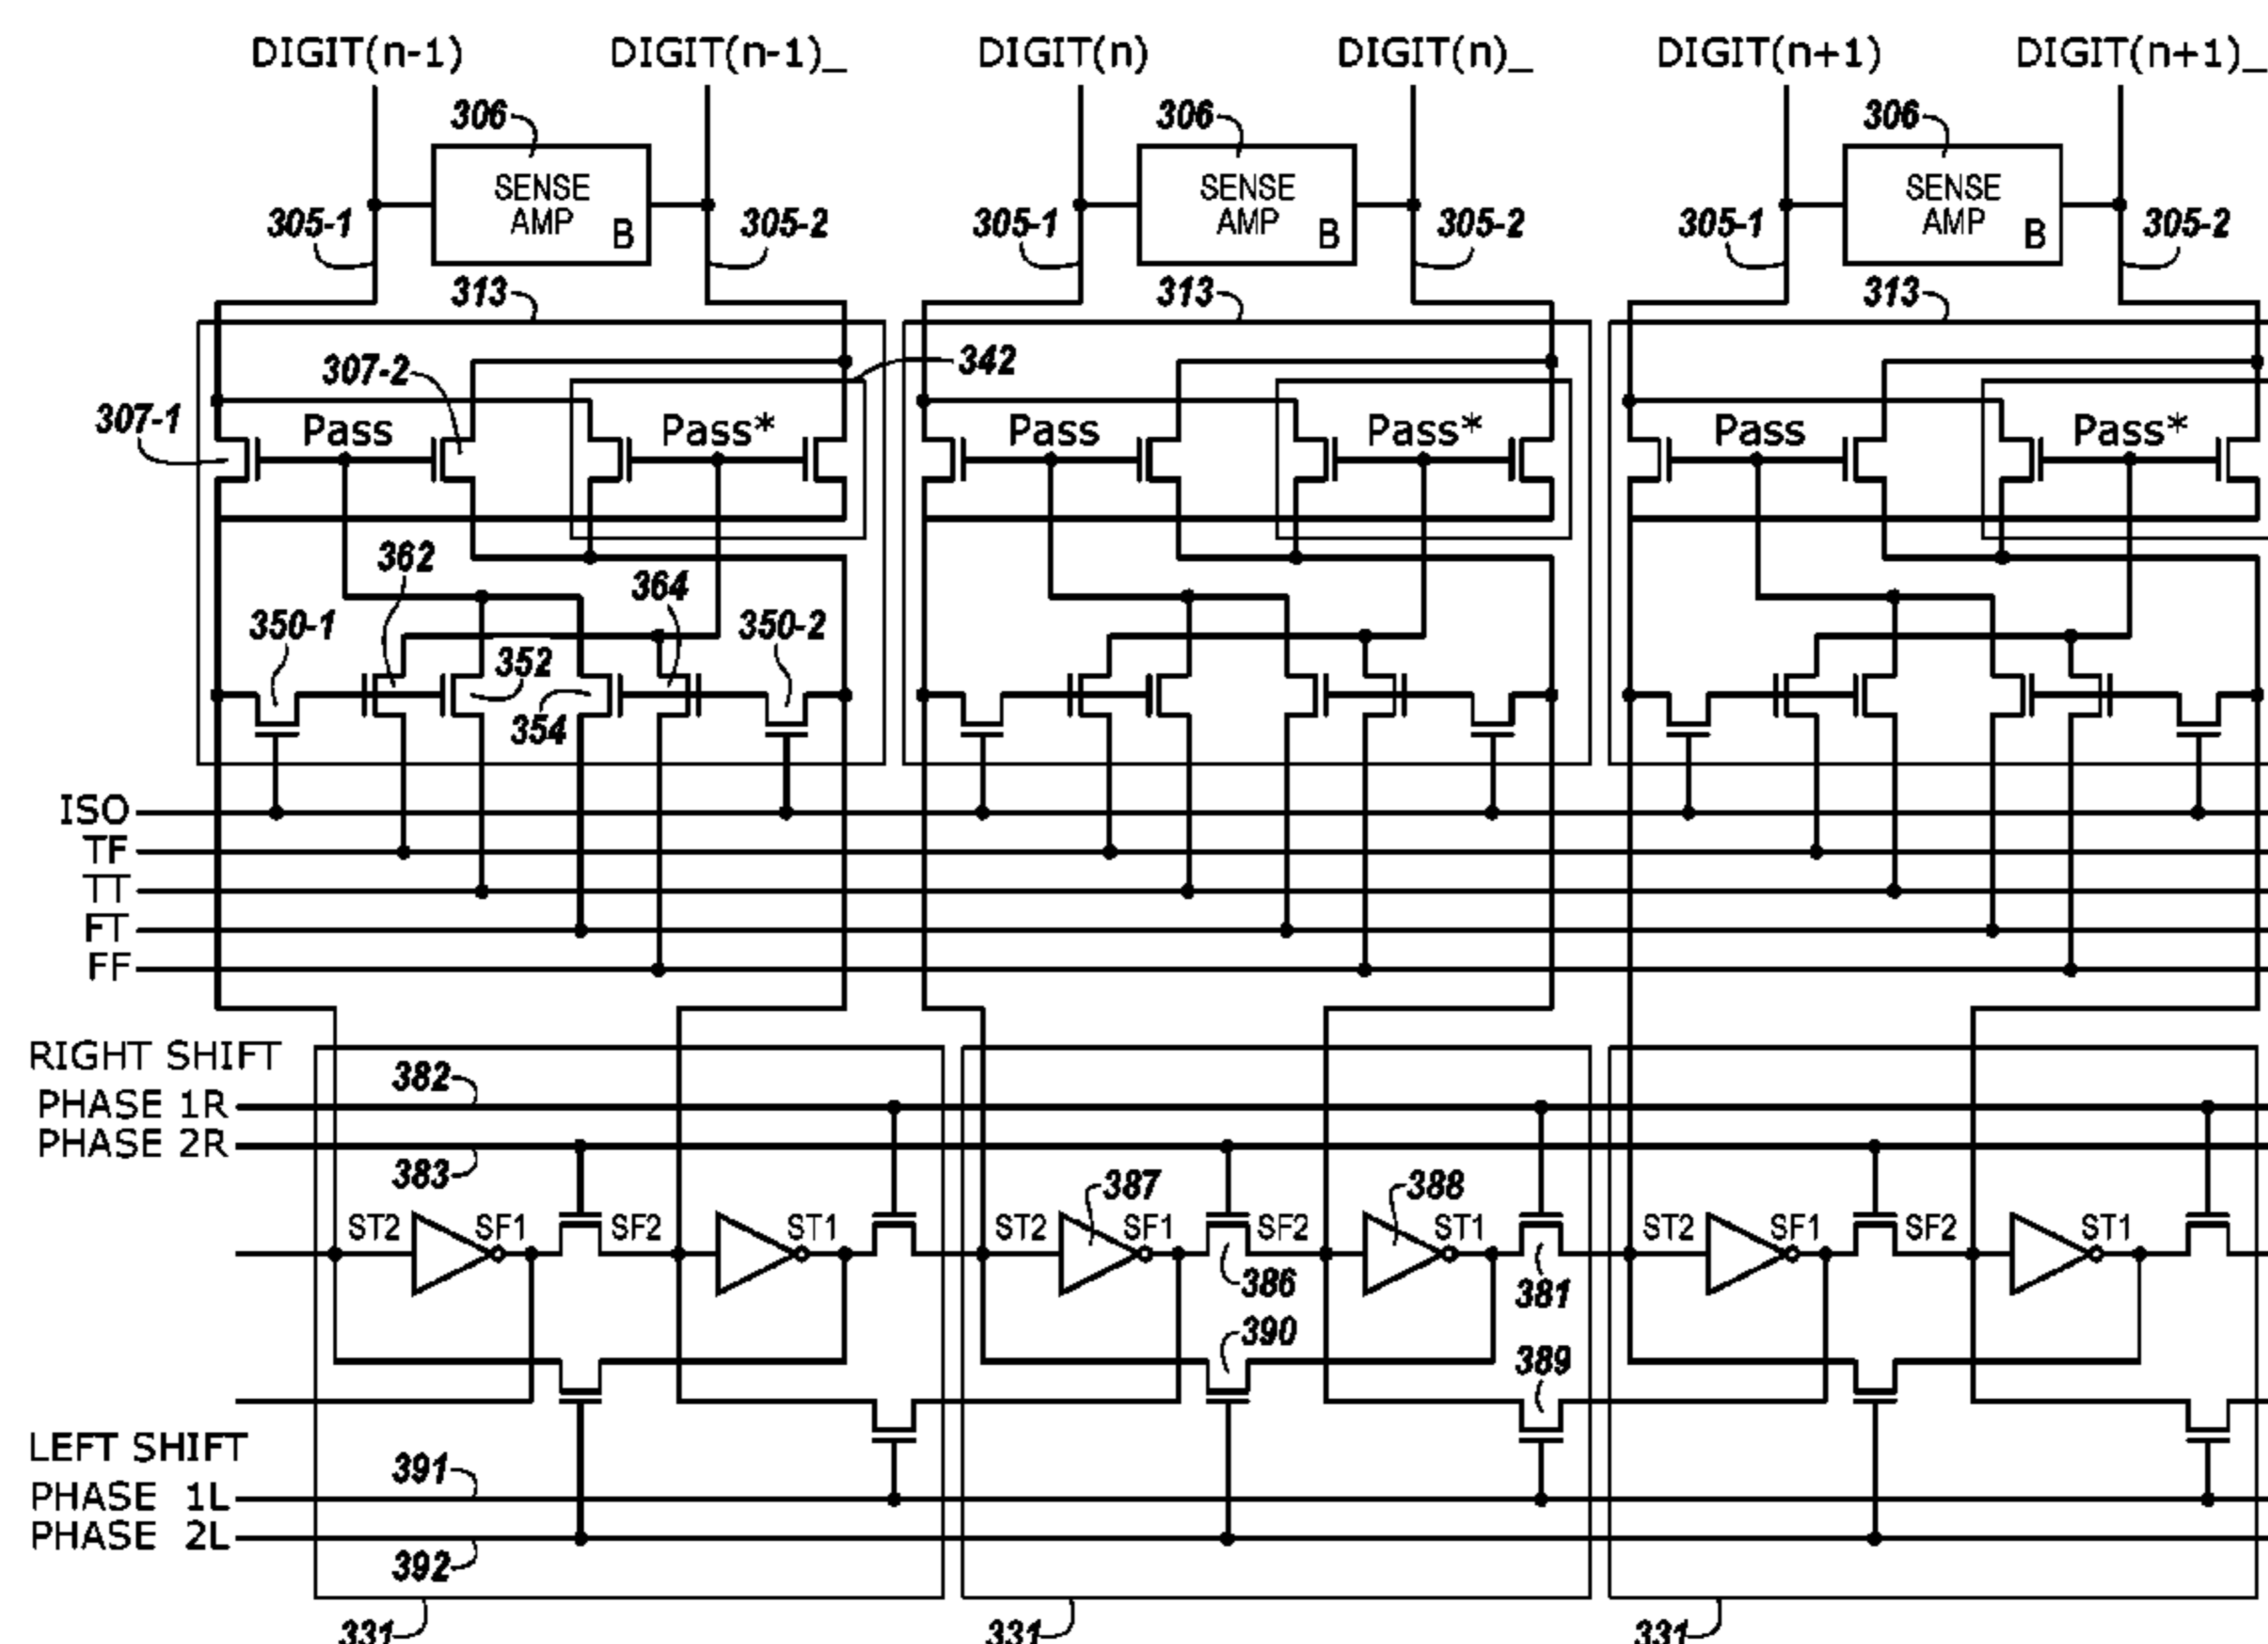 DIGIT(n-1) DIGIT(n-1)_ DIGIT(n) DIGIT(n)_ DIGIT(n+1) DIGIT(n+1)_
306 306 306
SENSE AMP B SENSE AMP B SENSE AMP B
305-1 305-2 305-1 305-2 305-1 305-2
313 313 313
307-2 342
307-1 Pass Pass* Pass Pass* Pass Pass*
362 364
350-1 352 350-2
354
ISO
TF
TT
FT
FF
RIGHT SHIFT
382
PHASE 1R
PHASE 2R
383
387 388
ST2 SF1 SF2 ST1 ST2 SF1 SF2 ST1 ST2 SF1 SF2 ST1
386 381
390
389
LEFT SHIFT
391
PHASE 1L
PHASE 2L
392
331 331 331